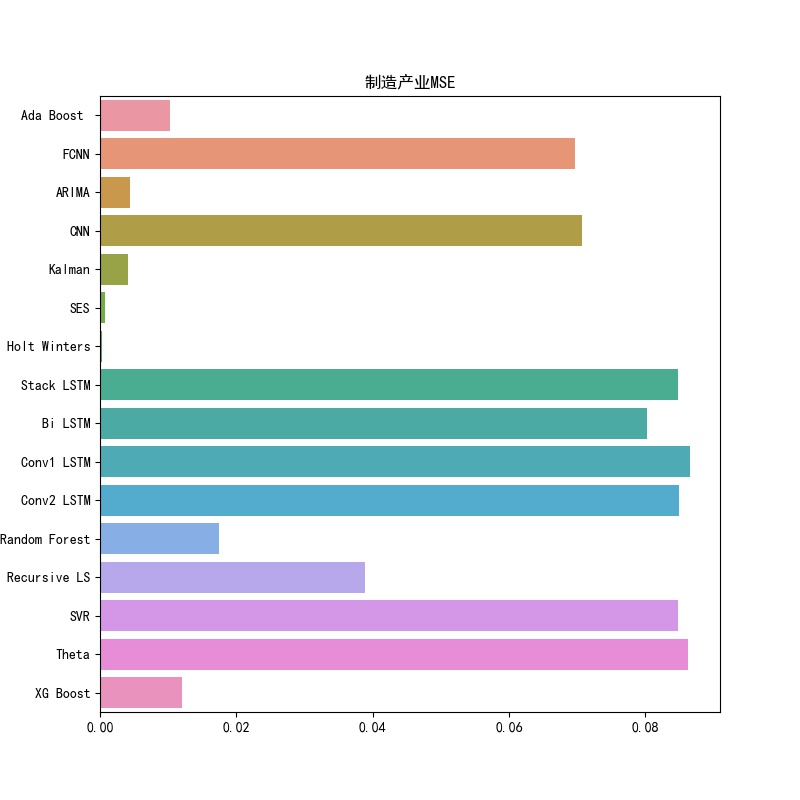 制造产业MSE
Ada Boost
FCNN
ARIMA
CNN
Kalman
SES
Holt Winters
Stack LSTM
Bi LSTM
Conv1 LSTM
Conv2 LSTM
Random Forest
Recursive LS
SVR
Theta
XG Boost
0.00 0.02 0.04 0.06 0.08